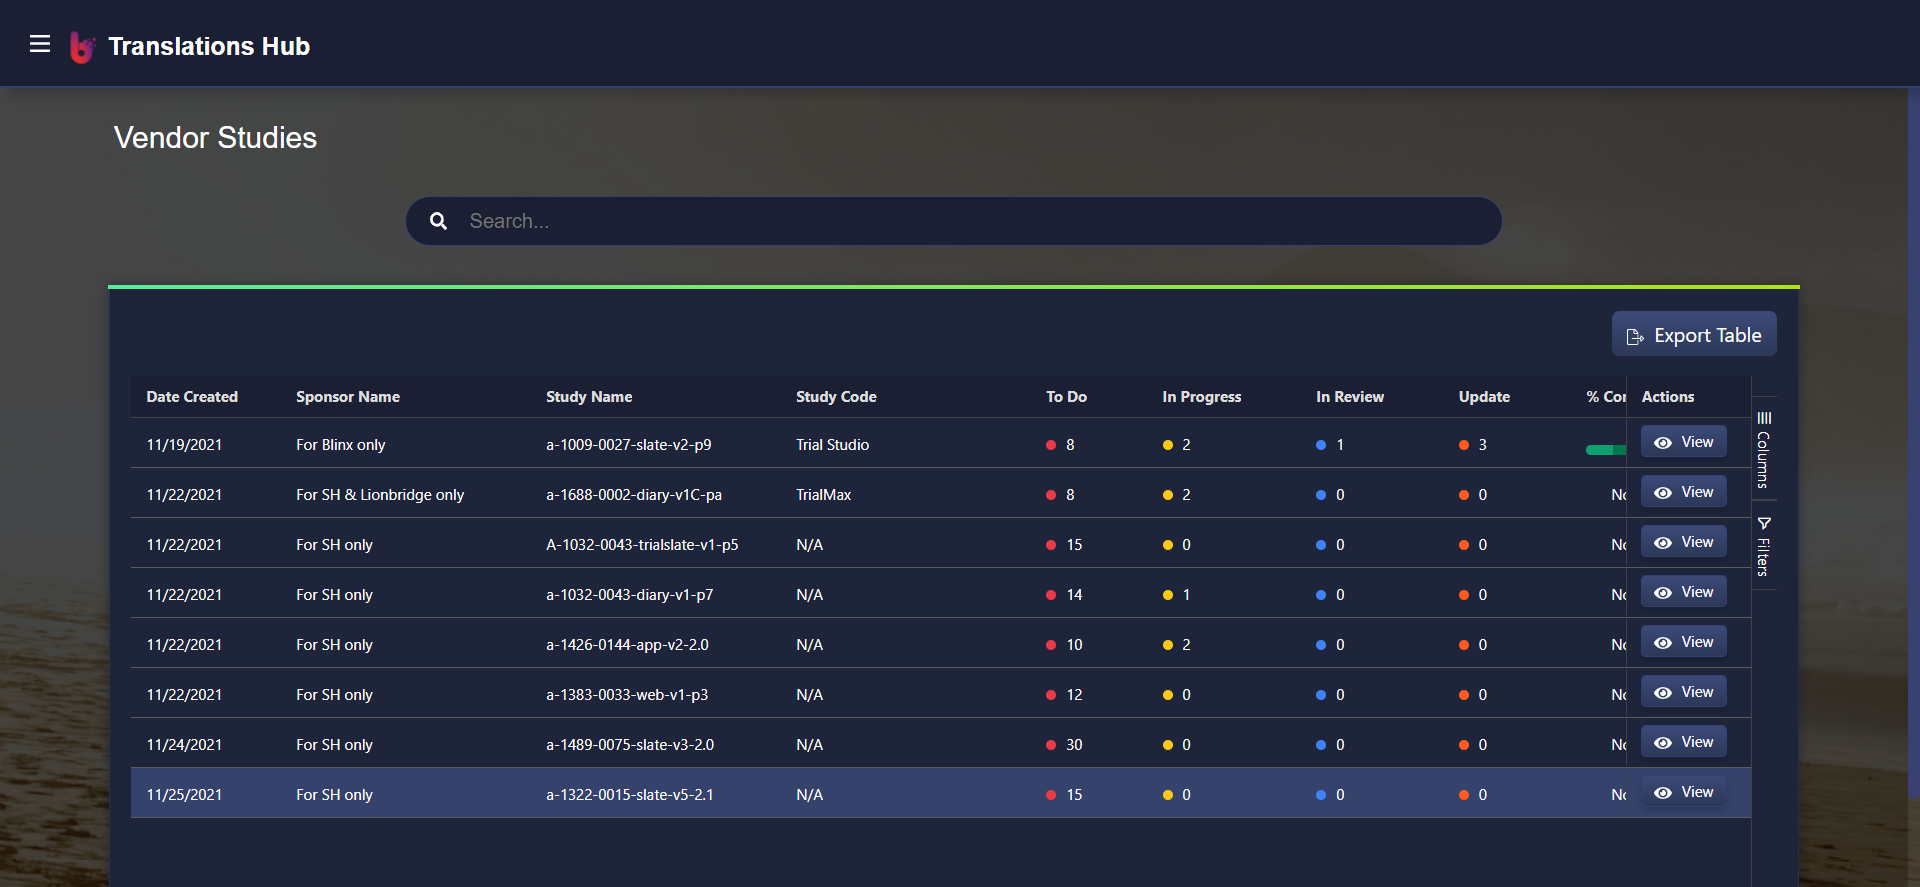 Translations Hub
Vendor Studies
Search...
Export Table
Date Created Sponsor Name Study Name Study Code To Do In Progress In Review Update % Co Actions
11/19/2021 For Blinx only a-1009-0027-slate-v2-p9 Trial Studio 8 2 1 3 View
11/22/2021 For SH & Lionbridge only a-1688-0002-diary-v1C-pa TrialMax 8 2 0 0 N View
11/22/2021 For SH only A-1032-0043-trialslate-v1-p5 N/A 15 0 0 0 N View
11/22/2021 For SH only a-1032-0043-diary-v1-p7 N/A 14 1 0 0 N View
11/22/2021 For SH only a-1426-0144-app-v2-2.0 N/A 10 2 0 0 N View
11/22/2021 For SH only a-1383-0033-web-v1-p3 N/A 12 0 0 0 N View
11/24/2021 For SH only a-1489-0075-slate-v3-2.0 N/A 30 0 0 0 N View
11/25/2021 For SH only a-1322-0015-slate-v5-2.1 N/A 15 0 0 0 N View
Columns
Filters